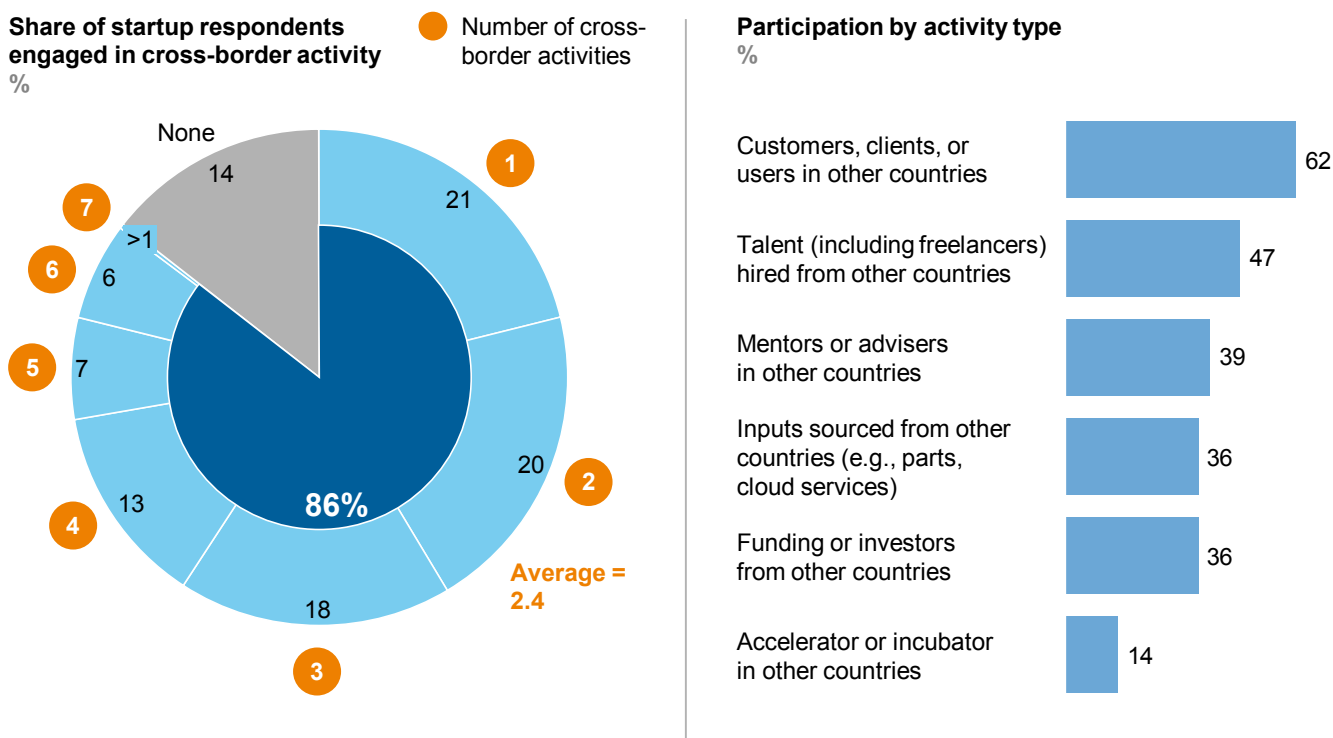 Share of startup respondents
engaged in cross-border activity
%
Number of cross-
border activities
None
14
1
21
7
>1
6
6
5
7
4
13
86%
20
2
Average =
2.4
18
3
Participation by activity type
%
Customers, clients, or
users in other countries
62
Talent (including freelancers)
hired from other countries
47
Mentors or advisers
in other countries
39
Inputs sourced from other
countries (e.g., parts,
cloud services)
36
Funding or investors
from other countries
36
Accelerator or incubator
in other countries
14